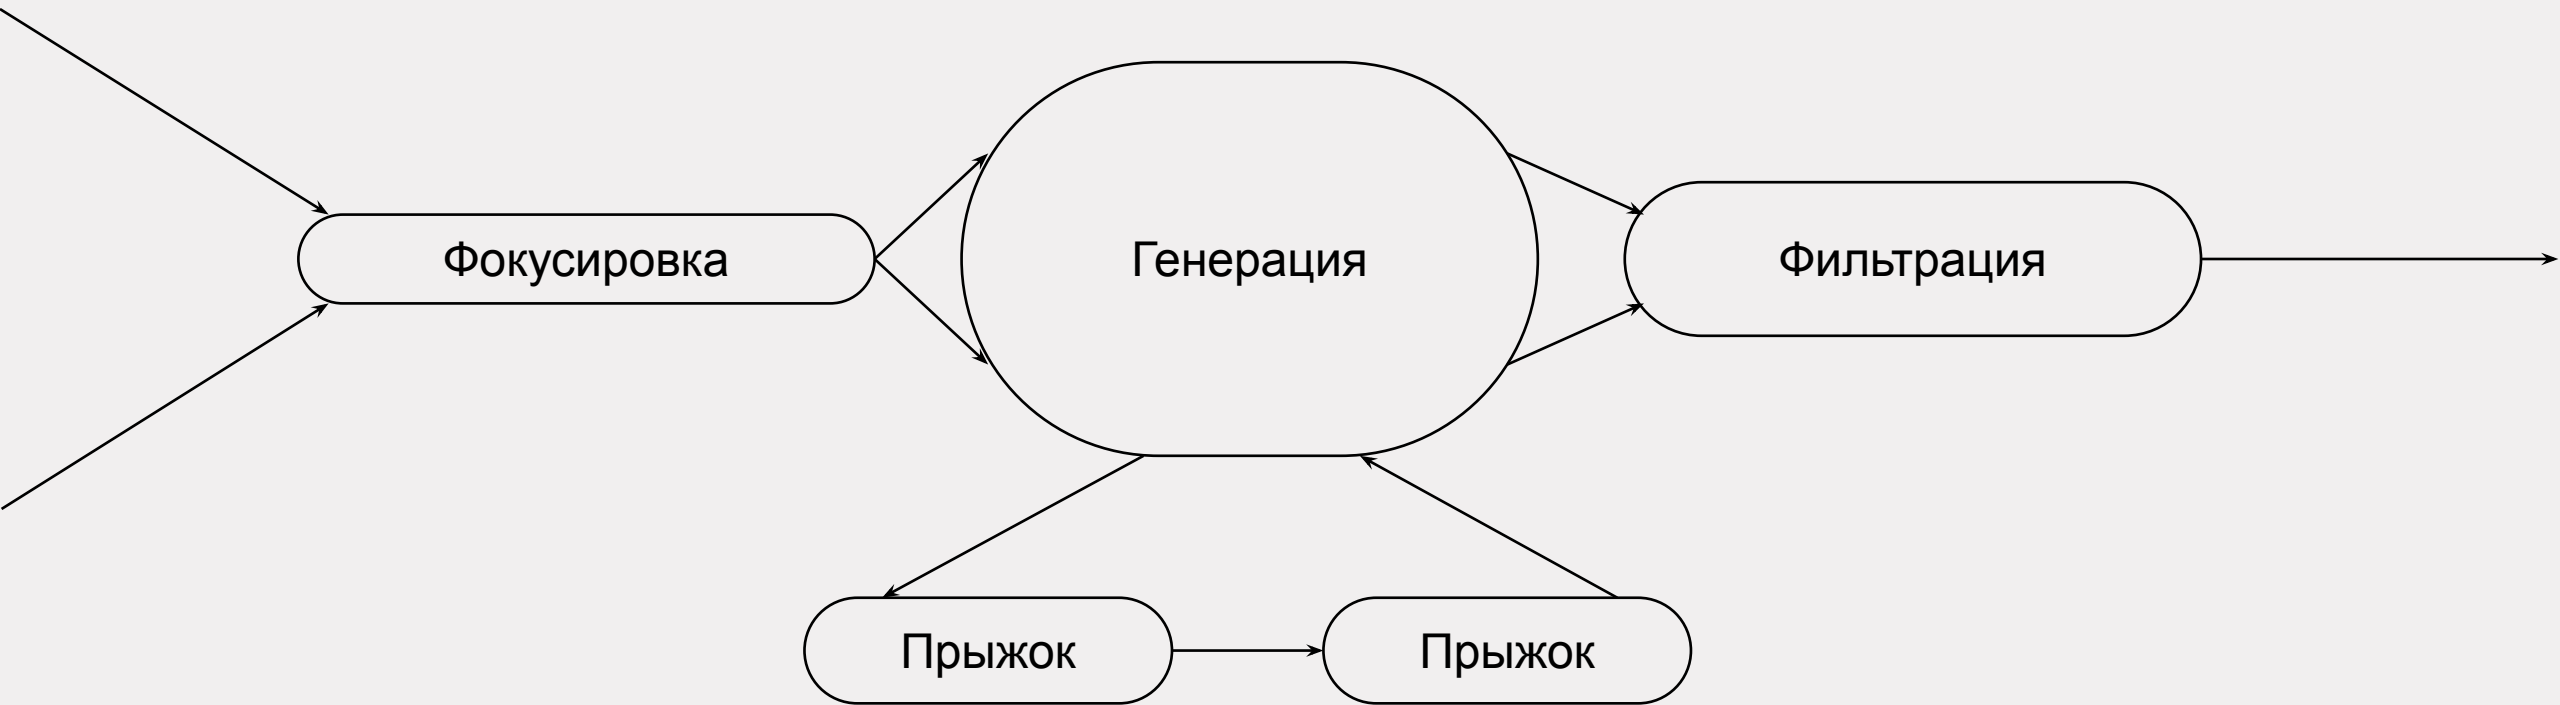 Фокусировка
Генерация
Фильтрация
Прыжок
Прыжок